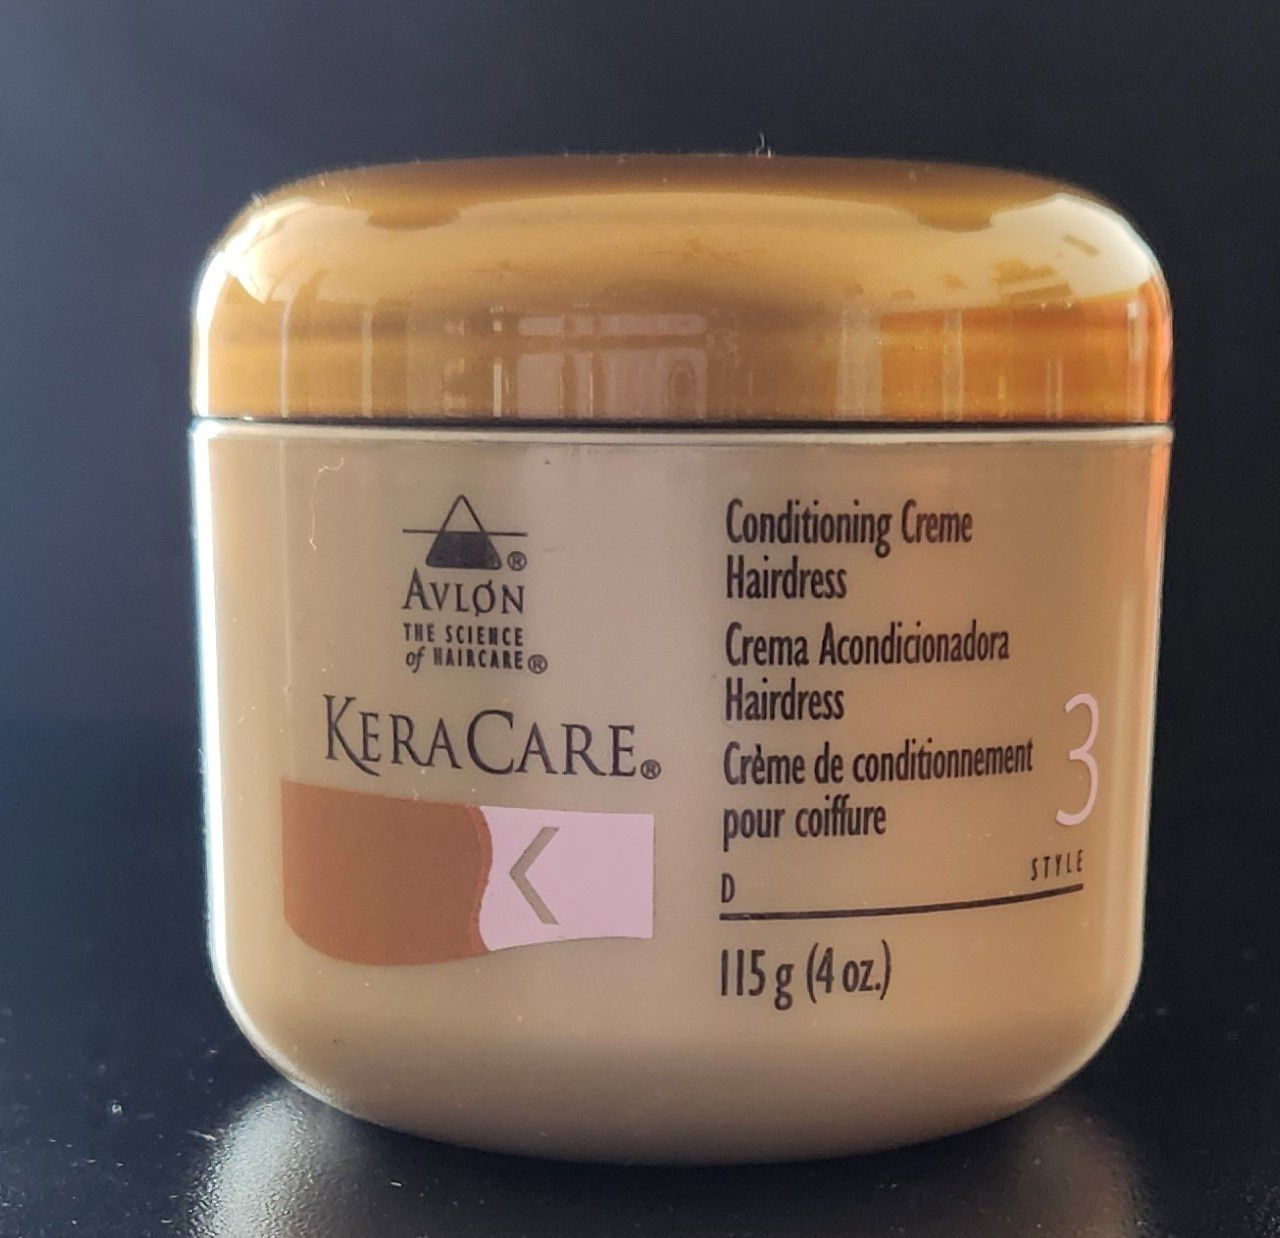 AVLON®
THE SCIENCE
of HAIRCARE®
KERACARE®
Conditioning Creme
Hairdress
Crema Acondicionadora
Hairdress
Crème de conditionnement
pour coiffure
3
D STYLE
115 g (4 oz.)